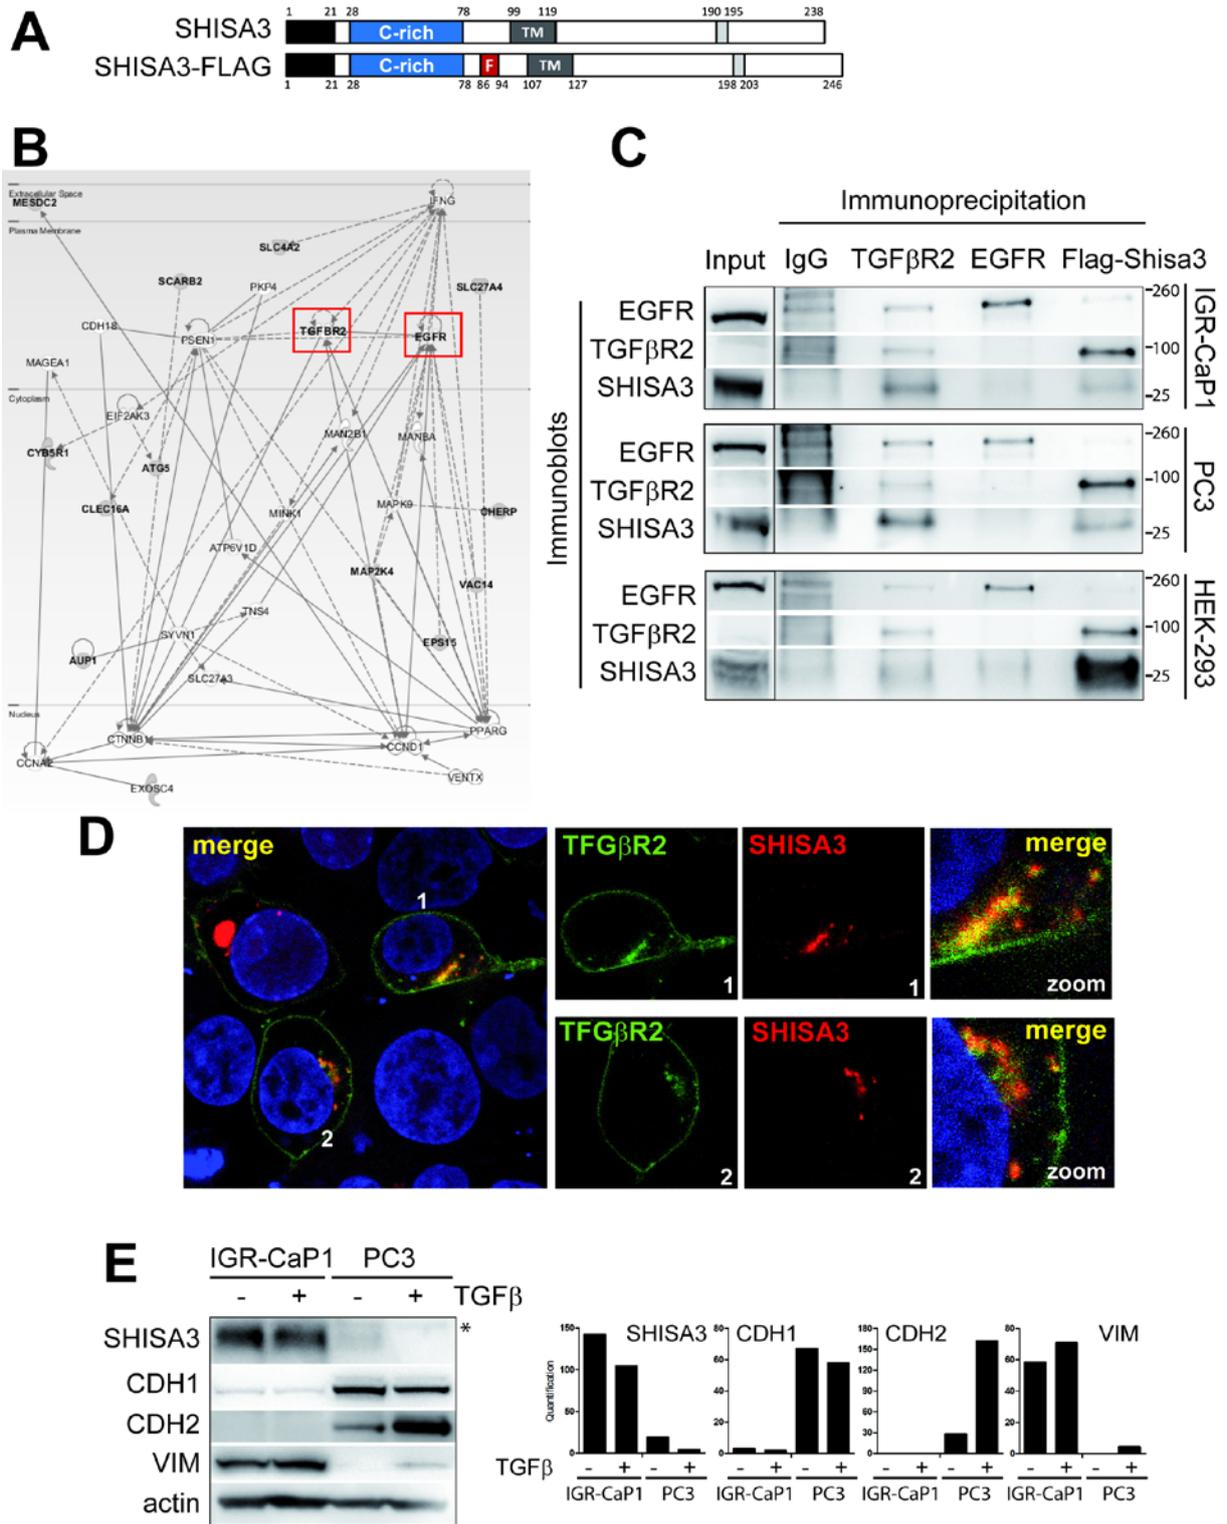 A
1 21 28 78 99 119 190 195 238
SHISA3 C-rich TM
SHISA3-FLAG C-rich F TM
1 21 28 78 86 94 107 127 198 203 246
B
Extracellular Space
MESDC2
IFNG
Plasma Membrane
SLC4A2
SCARB2
PKP4
SLC27A4
CDH18
PSEN1
TGFBR2
EGFR
MAGEA1
Cytoplasm
EIF2AK3
MAN2B1
MANBA
CYB5R1
ATG5
CLEC16A
MINK1
MAPK9
CHERP
ATP6V1D
MAP2K4
VAC14
TNS4
SYVN1
EPS15
AUP1
SLC27A3
Nucleus
CTNNB1
CCND1
PPARG
CCNA2
VENTX
EXOSC4
C
Immunoprecipitation
Input IgG TGFβR2 EGFR Flag-Shisa3
Immunoblots
EGFR -260
TGFβR2 -100
SHISA3 -25
IGR-CaP1
EGFR -260
TGFβR2 -100
SHISA3 -25
PC3
EGFR -260
TGFβR2 -100
SHISA3 -25
HEK-293
D
merge
1
2
TFGβR2
1
SHISA3
1
merge
zoom
TFGβR2
2
SHISA3
2
merge
zoom
E
IGR-CaP1 PC3
- + - + TGFβ
SHISA3 *
CDH1
CDH2
VIM
actin
SHISA3
Quantification
150
100
50
0
CDH1
80
60
40
20
0
CDH2
180
150
120
90
60
30
0
VIM
80
60
40
20
0
TGFβ - + - + - + - + - + - + - + - +
IGR-CaP1 PC3 IGR-CaP1 PC3 IGR-CaP1 PC3 IGR-CaP1 PC3